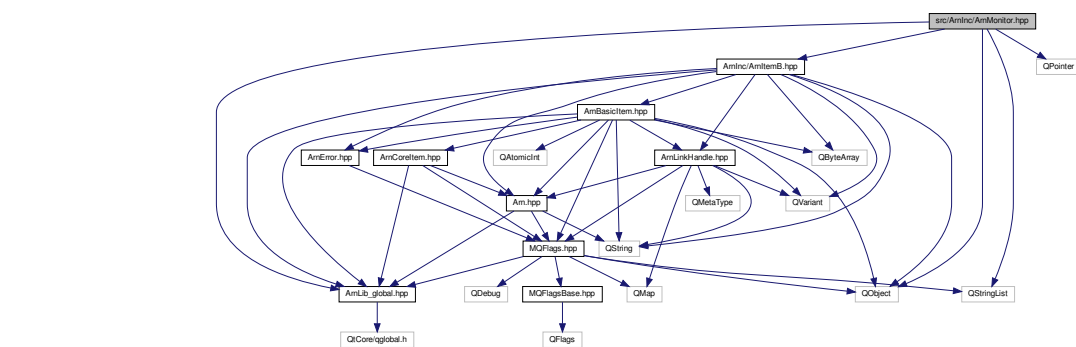 src/ArnInc/ArnMonitor.hpp
ArnInc/ArnItemB.hpp
QPointer
ArnBasicItem.hpp
ArnError.hpp
ArnCoreItem.hpp
QAtomicInt
ArnLinkHandle.hpp
QByteArray
Arn.hpp
QMetaType
QVariant
MQFlags.hpp
QString
ArnLib_global.hpp
QDebug
MQFlagsBase.hpp
QMap
QObject
QStringList
QtCore/qglobal.h
QFlags